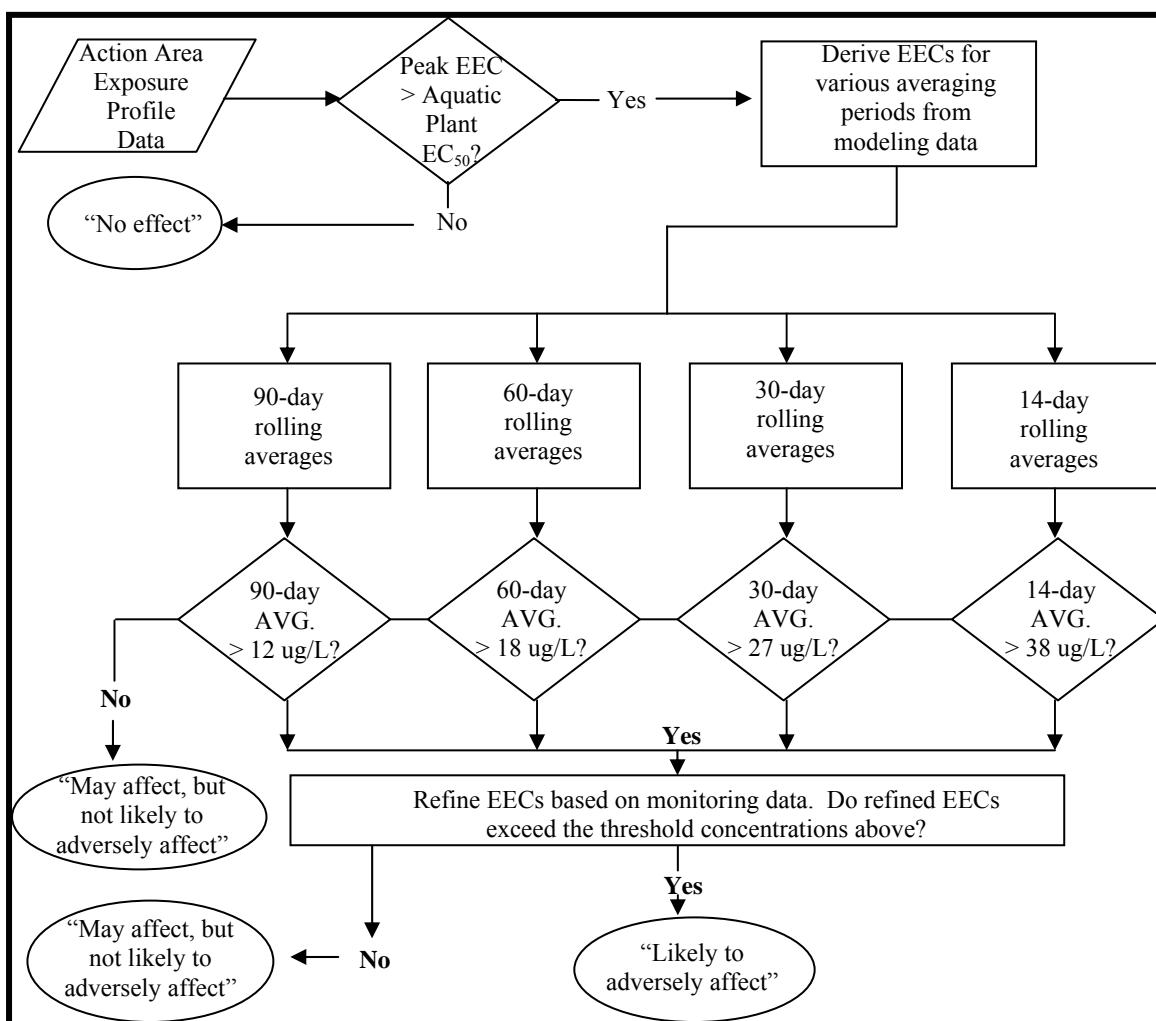 Action Area
Exposure
Profile
Data
Peak EEC
> Aquatic
Plant
EC₅₀?
Yes
Derive EECs for
various averaging
periods from
modeling data
No
“No effect”
90-day
rolling
averages
60-day
rolling
averages
30-day
rolling
averages
14-day
rolling
averages
90-day
AVG.
> 12 ug/L?
60-day
AVG.
> 18 ug/L?
30-day
AVG.
> 27 ug/L?
14-day
AVG.
> 38 ug/L?
No
Yes
“May affect, but
not likely to
adversely affect”
Refine EECs based on monitoring data. Do refined EECs
exceed the threshold concentrations above?
Yes
No
“May affect, but
not likely to
adversely affect”
“Likely to
adversely affect”